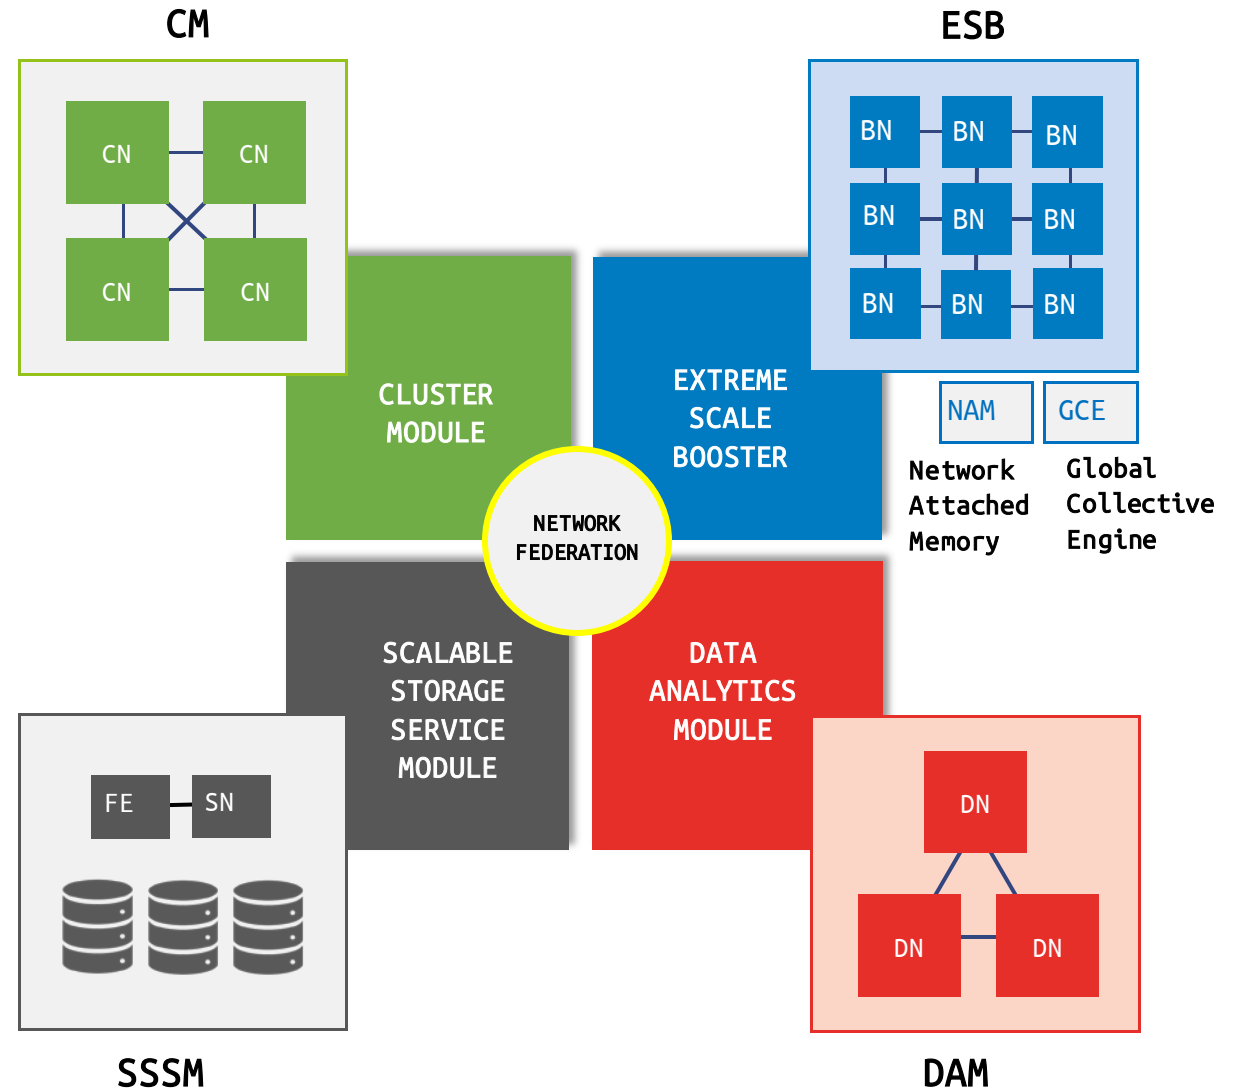 CM
CN
CN
CN
CN
CLUSTER
MODULE
ESB
BN
BN
BN
BN
BN
BN
BN
BN
BN
EXTREME
SCALE
BOOSTER
NAM
Network
Attached
Memory
GCE
Global
Collective
Engine
NETWORK
FEDERATION
SCALABLE
STORAGE
SERVICE
MODULE
FE
SN
SSSM
DATA
ANALYTICS
MODULE
DN
DN
DN
DAM